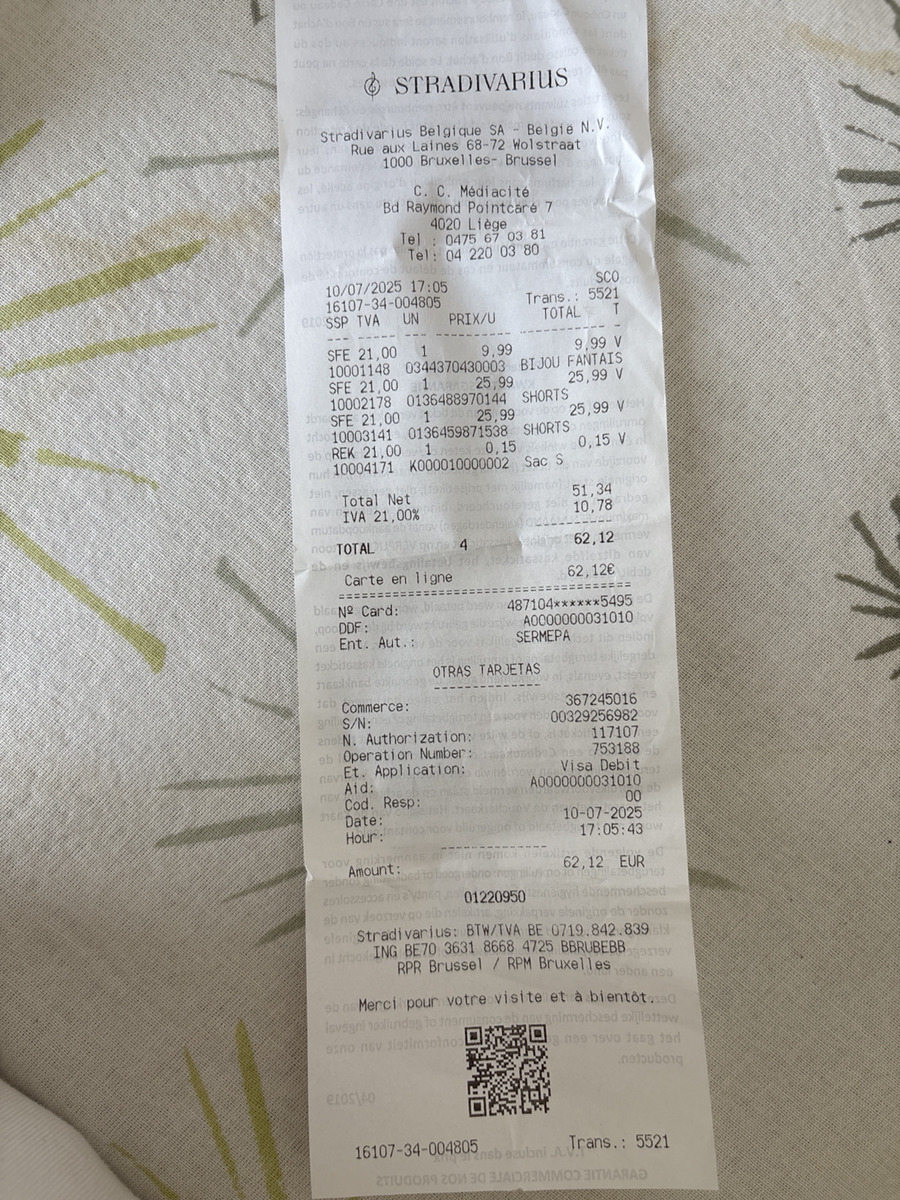 STRADIVARIUS
Stradivarius Belgique SA - België N.V.
Rue aux Laines 68-72 Wolstraat
1000 Bruxelles- Brussel
C. C. Médiacité
Bd Raymond Pointcaré 7
4020 Liège
Tel : 0475 67 03 81
Tel: 04 220 03 80
SCO
10/07/2025 17:05
16107-34-004805 Trans.: 5521
SSP TVA UN PRIX/U TOTAL T
SFE 21,00 1 9,99 9,99 V
10001148 0344370430003 BIJOU FANTAIS
SFE 21,00 1 25,99 25,99 V
10002178 0136488970144 SHORTS
SFE 21,00 1 25,99 25,99 V
10003141 0136459871538 SHORTS
REK 21,00 1 0,15 0,15 V
10004171 K000010000002 Sac S
Total Net 51,34
IVA 21,00% 10,78
TOTAL 4 62,12
Carte en ligne 62,12€
Nº Card: 487104******5495
DDF: A0000000031010
Ent. Aut.: SERMEPA
OTRAS TARJETAS
Commerce: 367245016
S/N: 00329256982
N. Authorization: 117107
Operation Number: 753188
Et. Application: Visa Debit
Aid: A0000000031010
Cod. Resp: 00
Date: 10-07-2025
Hour: 17:05:43
Amount: 62,12 EUR
01220950
Stradivarius: BTW/TVA BE 0719.842.839
ING BE70 3631 8668 4725 BBRUBEBB
RPR Brussel / RPM Bruxelles
Merci pour votre visite et à bientôt.
16107-34-004805 Trans.: 5521